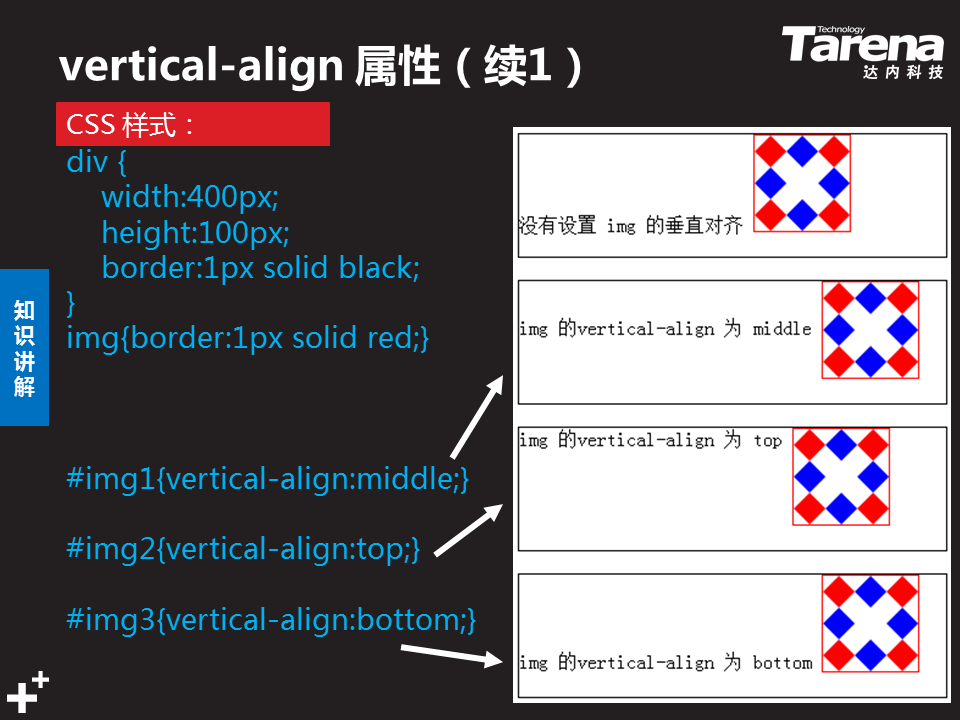 vertical-align 属性（续1）
Technology
Tarena
达内科技
CSS 样式：
div {
width:400px;
height:100px;
border:1px solid black;
}
img{border:1px solid red;}
#img1{vertical-align:middle;}
#img2{vertical-align:top;}
#img3{vertical-align:bottom;}
知
识
讲
解
没有设置 img 的垂直对齐
img 的vertical-align 为 middle
img 的vertical-align 为 top
img 的vertical-align 为 bottom